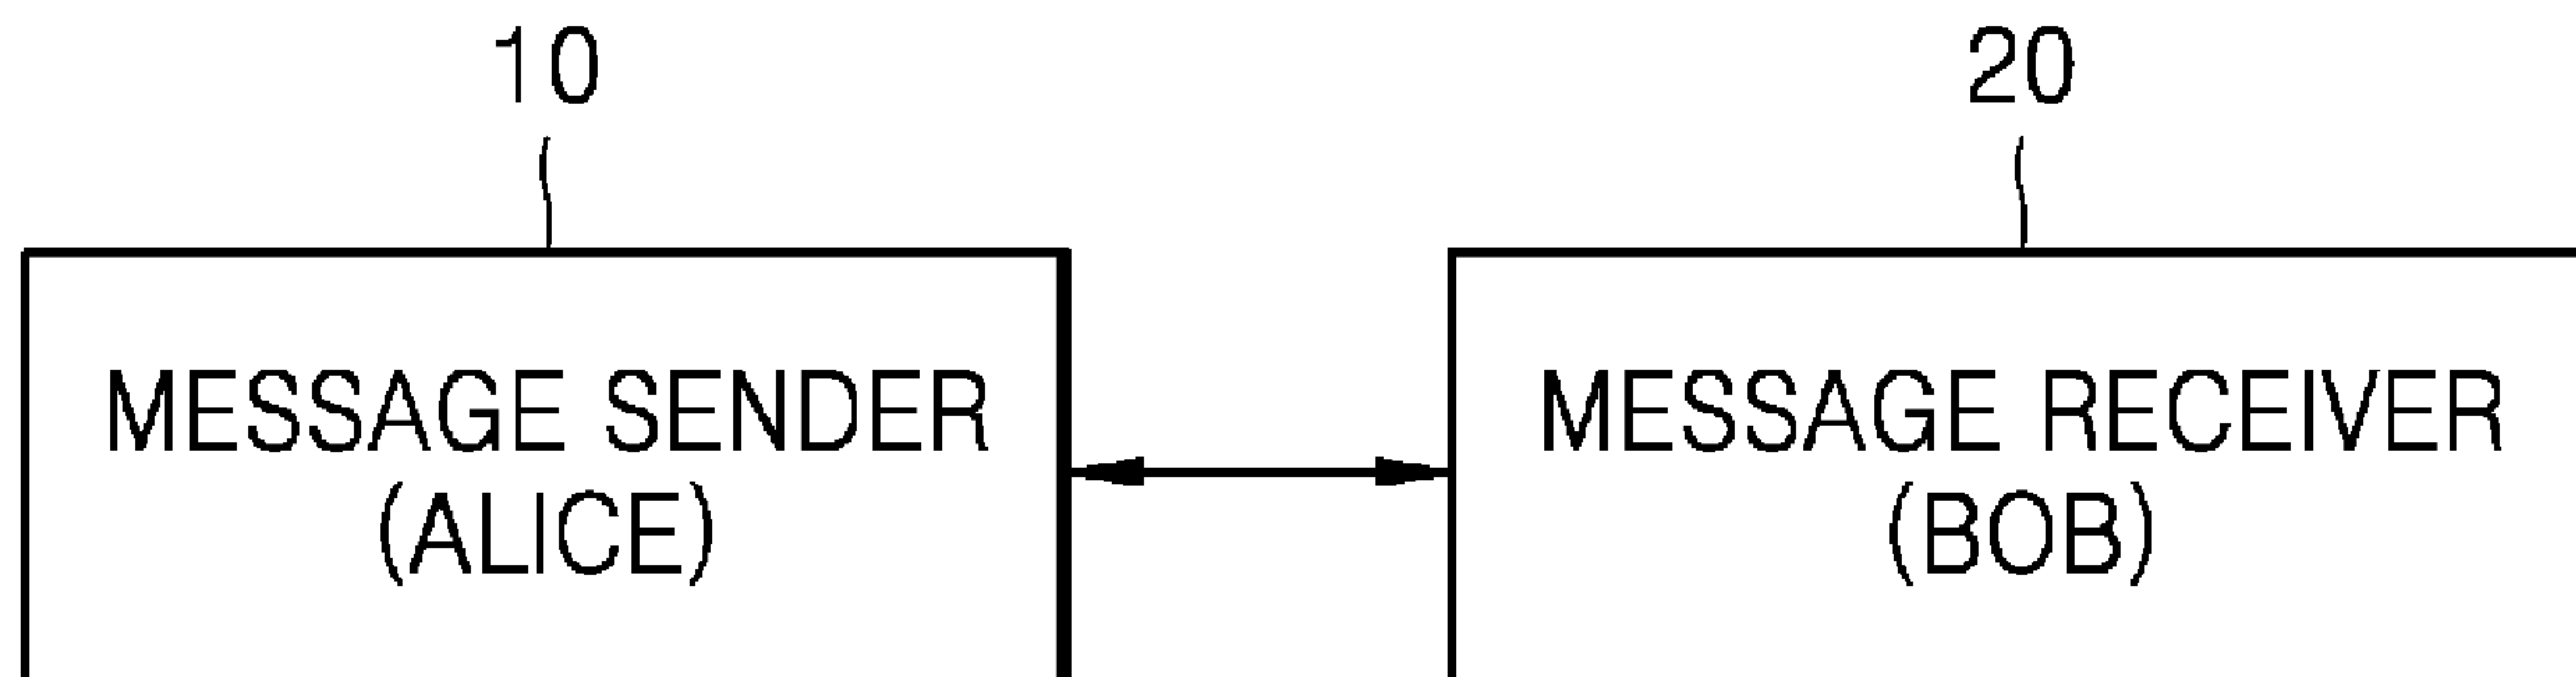 10
20
MESSAGE SENDER
(ALICE)
MESSAGE RECEIVER
(BOB)